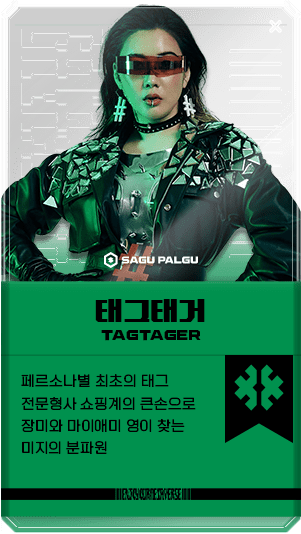 SAGU PALGU
태그태거
TAGTAGER
페르소나별 최초의 태그
전문형사 쇼핑계의 큰손으로
장미와 마이애미 영이 찾는
미지의 분파원